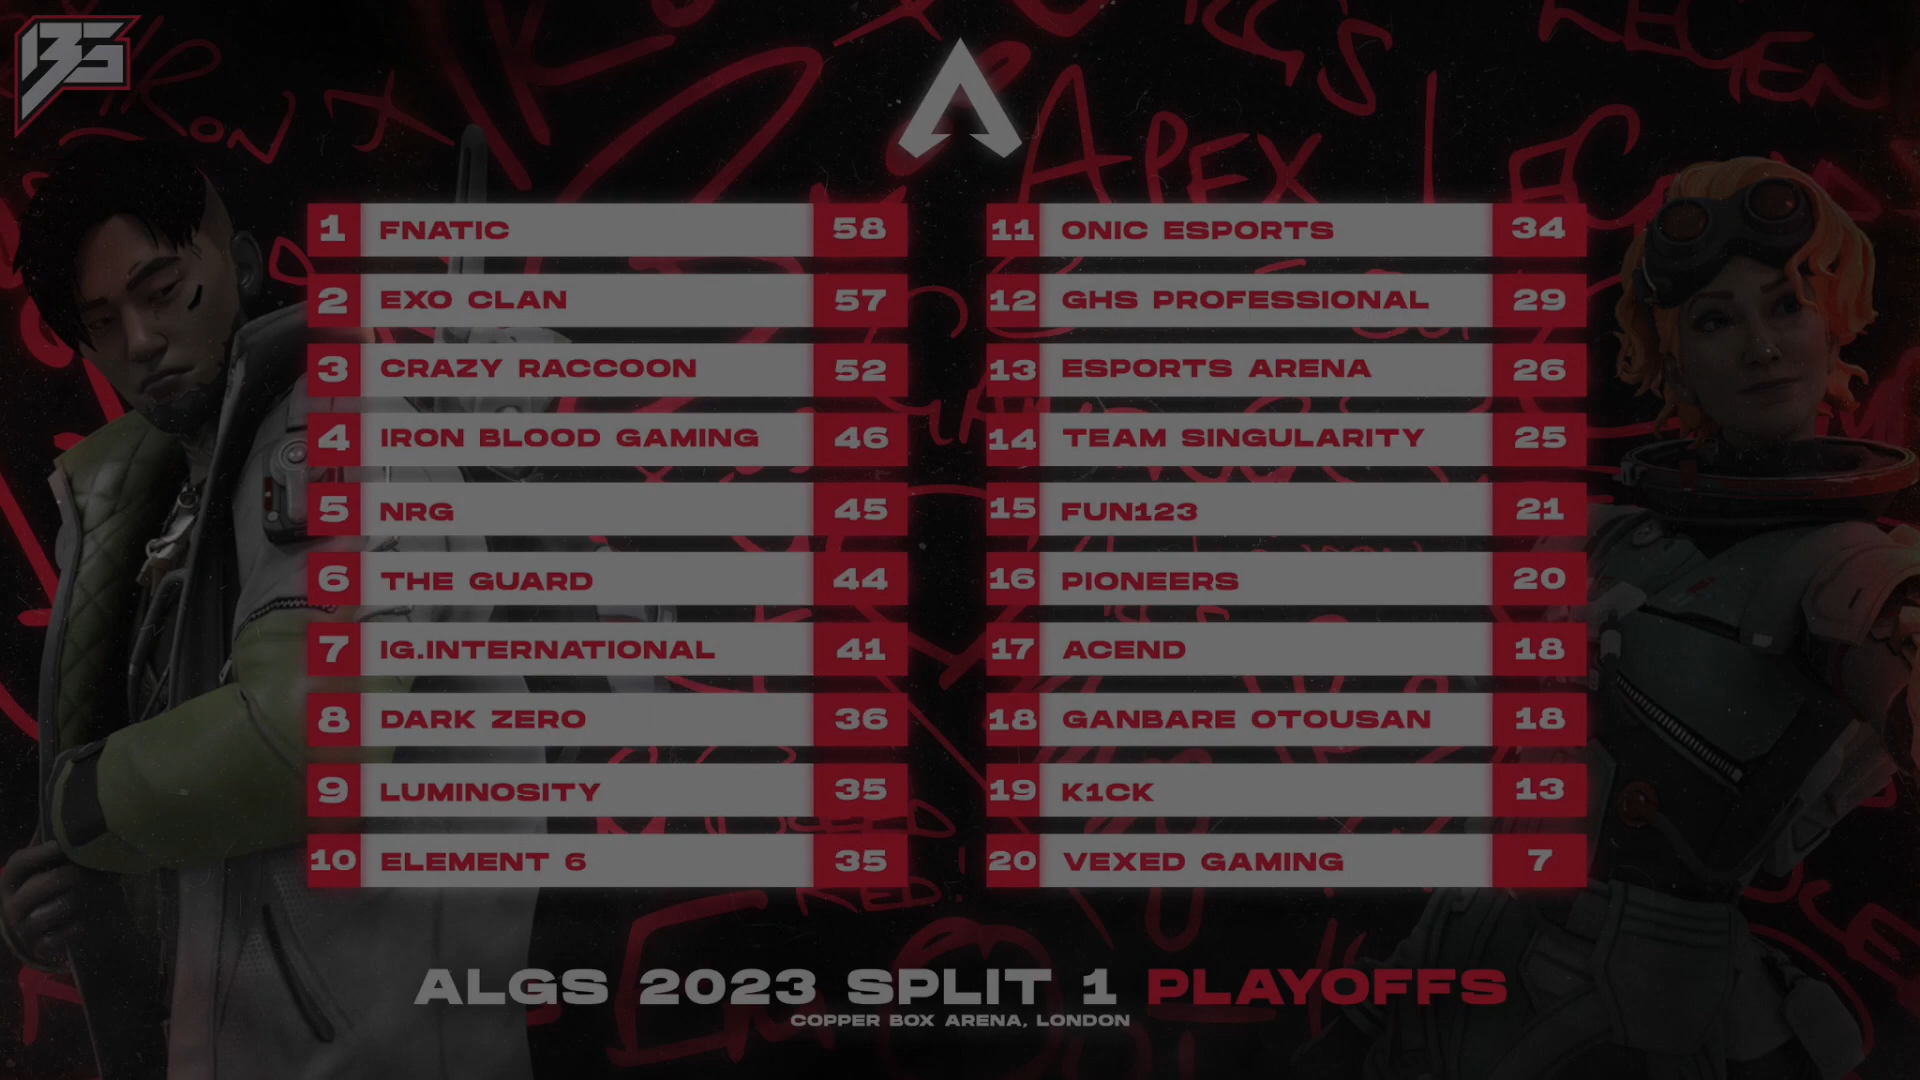 1 FNATIC 58
2 EXO CLAN 57
3 CRAZY RACCOON 52
4 IRON BLOOD GAMING 46
5 NRG 45
6 THE GUARD 44
7 IG.INTERNATIONAL 41
8 DARK ZERO 36
9 LUMINOSITY 35
10 ELEMENT 6 35
11 ONIC ESPORTS 34
12 GHS PROFESSIONAL 29
13 ESPORTS ARENA 26
14 TEAM SINGULARITY 25
15 FUN123 21
16 PIONEERS 20
17 ACEND 18
18 GANBARE OTOUSAN 18
19 K1CK 13
20 VEXED GAMING 7
ALGS 2023 SPLIT 1 PLAYOFFS
COPPER BOX ARENA, LONDON